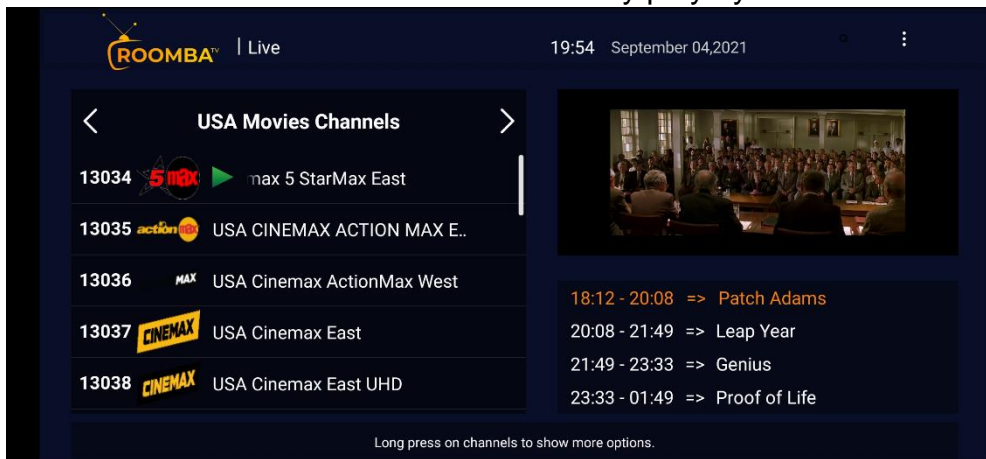 ROOMBA TV | Live
19:54 September 04,2021
USA Movies Channels
13034 5 max max 5 StarMax East
13035 action max USA CINEMAX ACTION MAX E..
13036 MAX USA Cinemax ActionMax West
13037 CINEMAX USA Cinemax East
13038 CINEMAX USA Cinemax East UHD
18:12 - 20:08 => Patch Adams
20:08 - 21:49 => Leap Year
21:49 - 23:33 => Genius
23:33 - 01:49 => Proof of Life
Long press on channels to show more options.